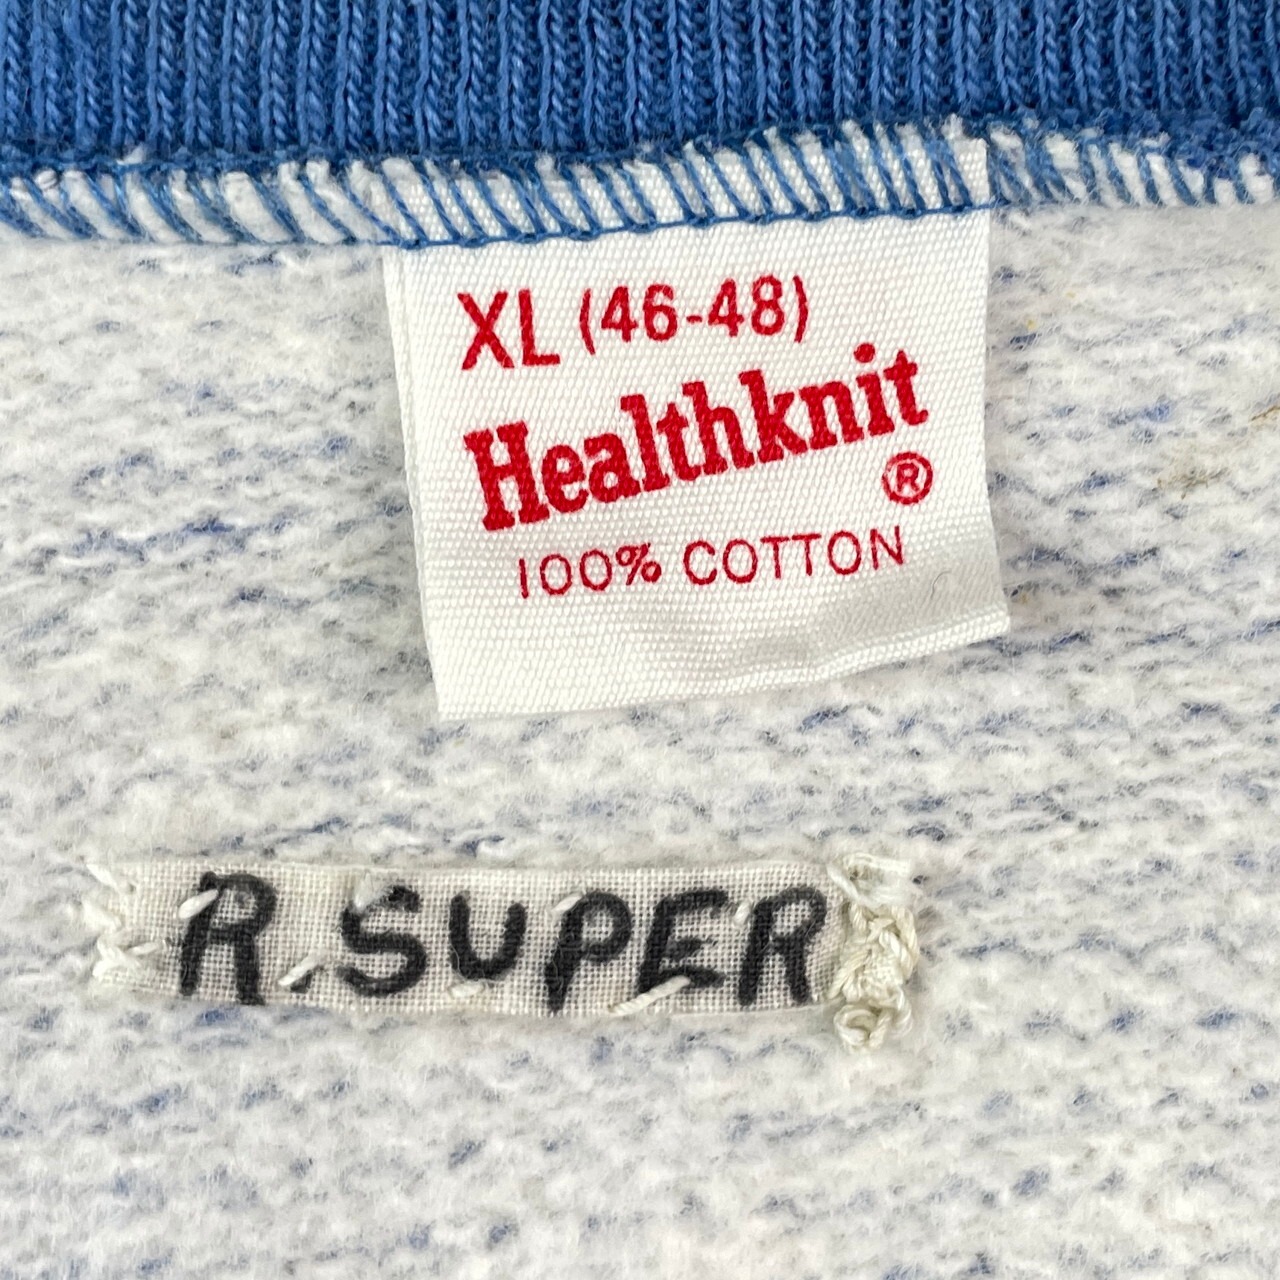 XL (46-48)
Healthknit
®
100% COTTON
R.SUPER